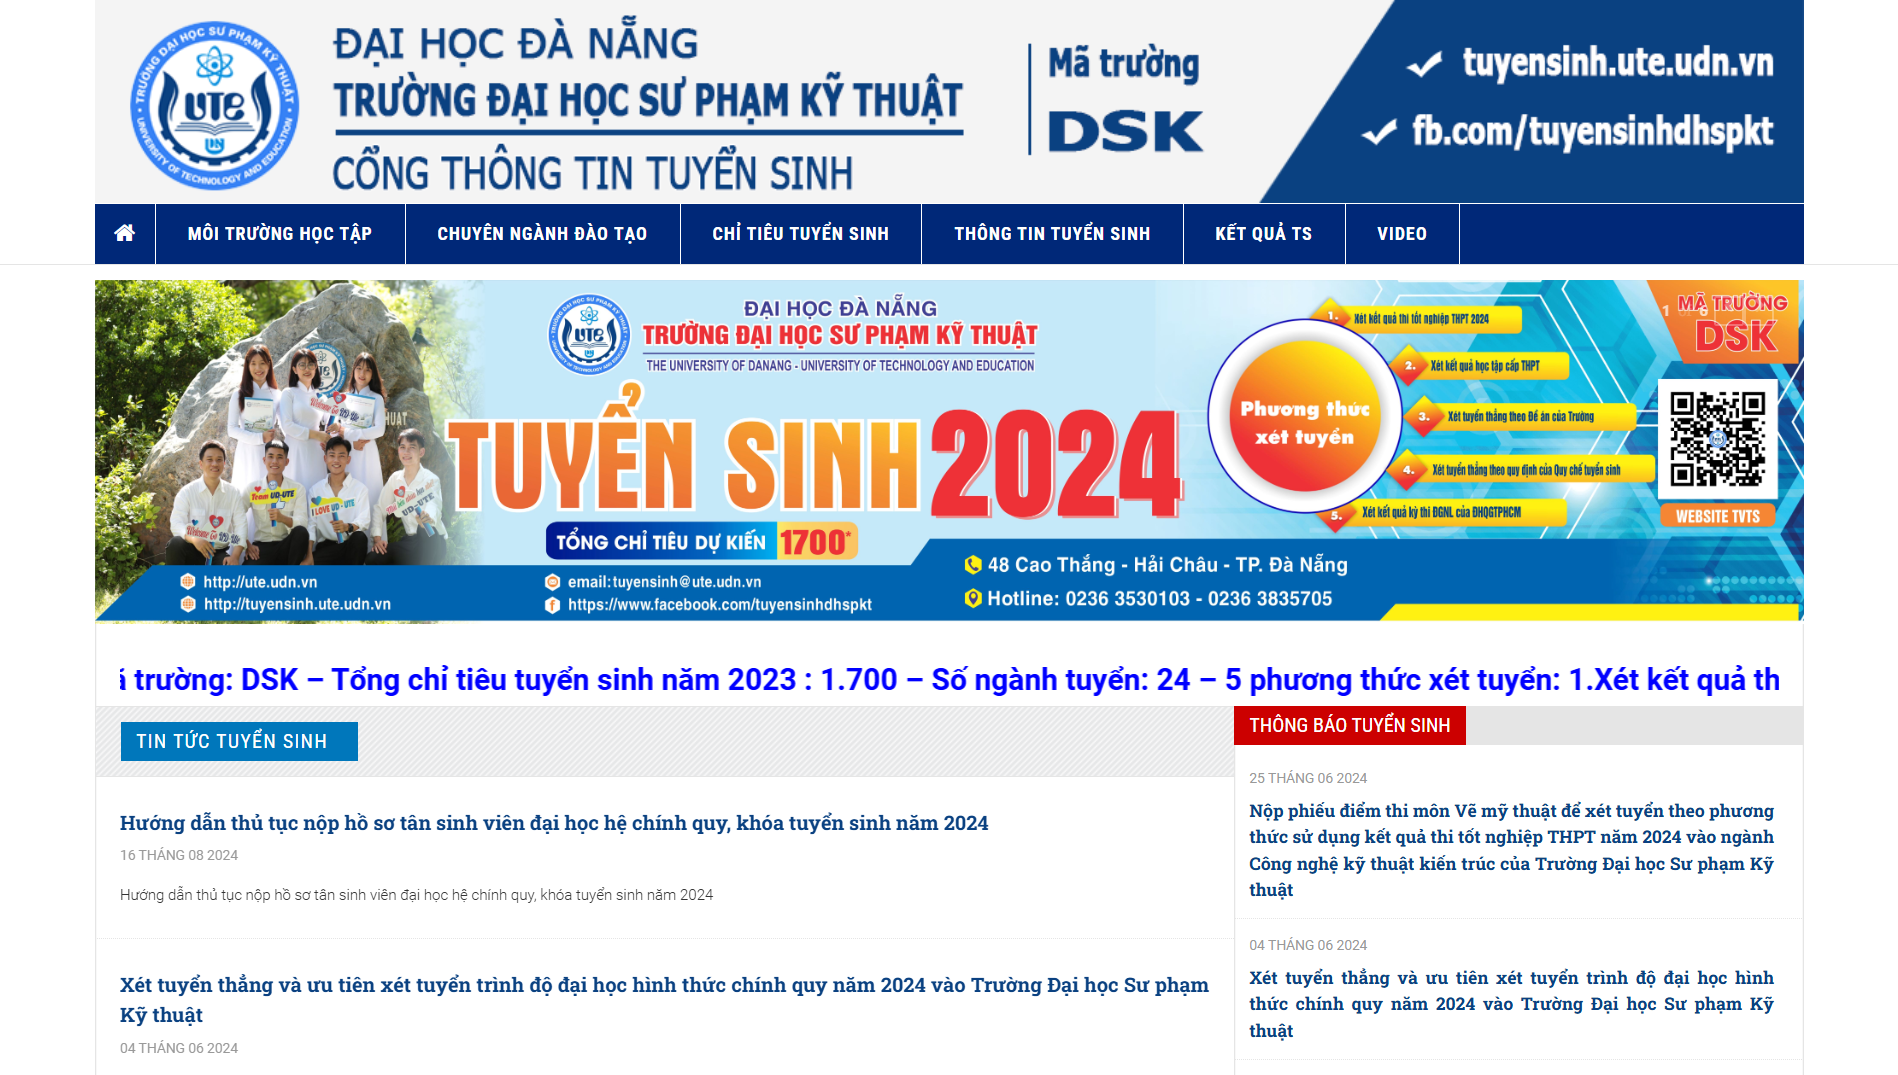 ĐẠI HỌC ĐÀ NẴNG
TRƯỜNG ĐẠI HỌC SƯ PHẠM KỸ THUẬT
CỔNG THÔNG TIN TUYỂN SINH
TRƯỜNG ĐẠI HỌC SƯ PHẠM KỸ THUẬT
UTE
UNIVERSITY OF TECHNOLOGY AND EDUCATION
Mã trường
DSK
tuyensinh.ute.udn.vn
fb.com/tuyensinhdhspkt
MÔI TRƯỜNG HỌC TẬP
CHUYÊN NGÀNH ĐÀO TẠO
CHỈ TIÊU TUYỂN SINH
THÔNG TIN TUYỂN SINH
KẾT QUẢ TS
VIDEO
ĐẠI HỌC ĐÀ NẴNG
TRƯỜNG ĐẠI HỌC SƯ PHẠM KỸ THUẬT
THE UNIVERSITY OF DANANG - UNIVERSITY OF TECHNOLOGY AND EDUCATION
TUYỂN SINH 2024
TỔNG CHỈ TIÊU DỰ KIẾN 1700*
Phương thức
xét tuyển
1. Xét kết quả thi tốt nghiệp THPT 2024
2. Xét kết quả học tập cấp THPT
3. Xét tuyển thẳng theo Đề án của Trường
4. Xét tuyển thẳng theo quy định của Quy chế tuyển sinh
5. Xét kết quả kỳ thi ĐGNL của ĐHQGTPHCM
MÃ TRƯỜNG
DSK
WEBSITE TVTS
Team UD-UTE
I LOVE UD - UTE
http://ute.udn.vn
http://tuyensinh.ute.udn.vn
email:tuyensinh@ute.udn.vn
https://www.facebook.com/tuyensinhdhspkt
48 Cao Thắng - Hải Châu - TP. Đà Nẵng
Hotline: 0236 3530103 - 0236 3835705
ã trường: DSK – Tổng chỉ tiêu tuyển sinh năm 2023 : 1.700 – Số ngành tuyển: 24 – 5 phương thức xét tuyển: 1.Xét kết quả th
TIN TỨC TUYỂN SINH
Hướng dẫn thủ tục nộp hồ sơ tân sinh viên đại học hệ chính quy, khóa tuyển sinh năm 2024
16 THÁNG 08 2024
Hướng dẫn thủ tục nộp hồ sơ tân sinh viên đại học hệ chính quy, khóa tuyển sinh năm 2024
Xét tuyển thẳng và ưu tiên xét tuyển trình độ đại học hình thức chính quy năm 2024 vào Trường Đại học Sư phạm
Kỹ thuật
04 THÁNG 06 2024
THÔNG BÁO TUYỂN SINH
25 THÁNG 06 2024
Nộp phiếu điểm thi môn Vẽ mỹ thuật để xét tuyển theo phương
thức sử dụng kết quả thi tốt nghiệp THPT năm 2024 vào ngành
Công nghệ kỹ thuật kiến trúc của Trường Đại học Sư phạm Kỹ
thuật
04 THÁNG 06 2024
Xét tuyển thẳng và ưu tiên xét tuyển trình độ đại học hình
thức chính quy năm 2024 vào Trường Đại học Sư phạm Kỹ
thuật